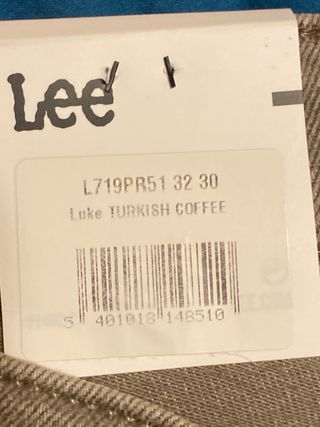 Lee
L719PR51 32 30
Luke TURKISH COFFEE
5 401018 148510